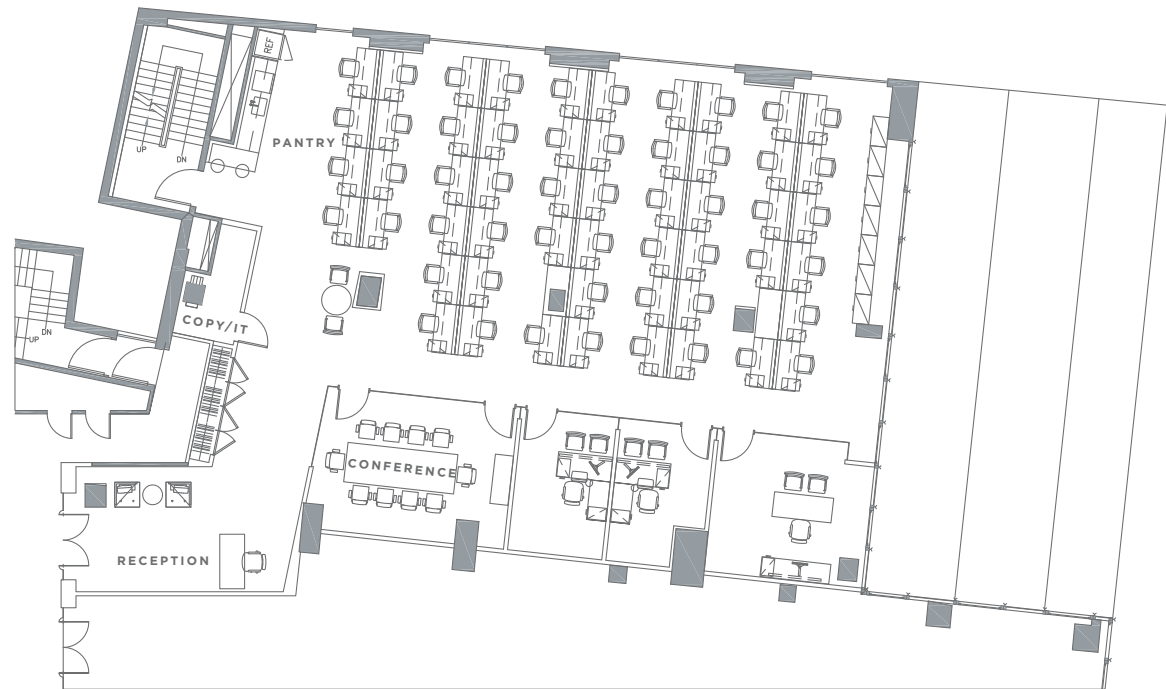 REF
PANTRY
UP
DN
COPY/IT
DN
UP
CONFERENCE
RECEPTION